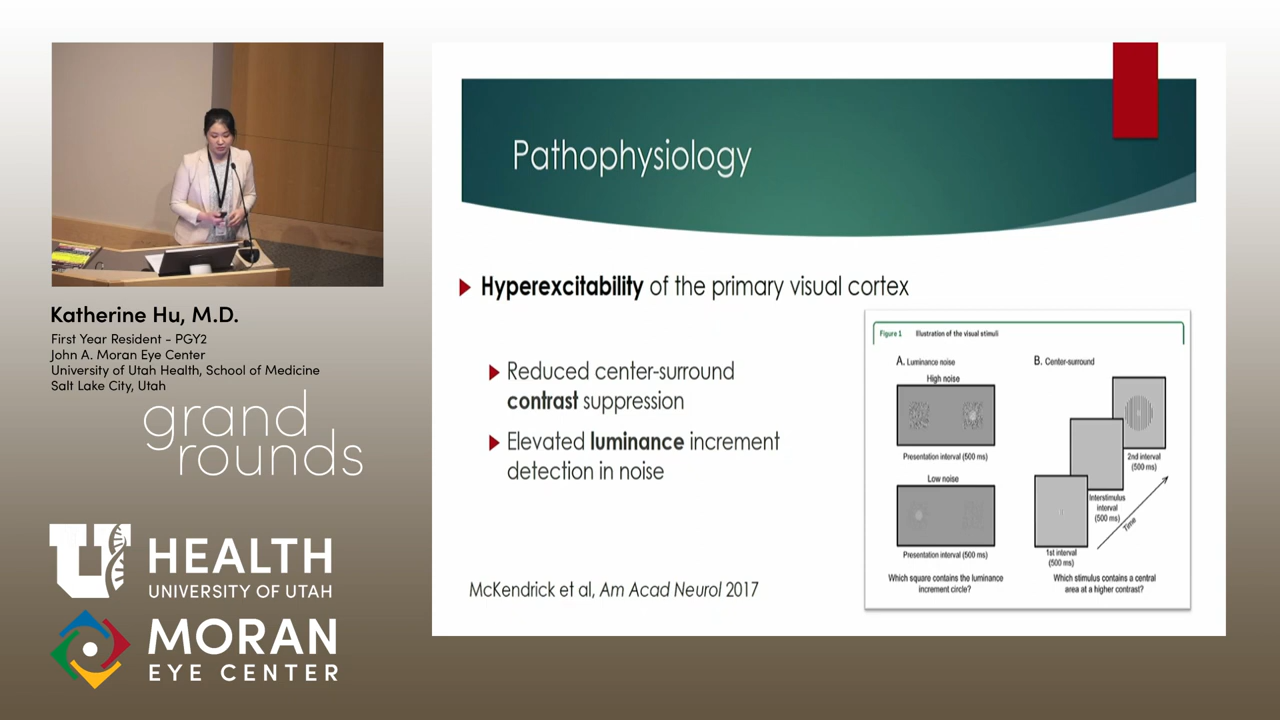 Katherine Hu, M.D.
First Year Resident - PGY2
John A. Moran Eye Center
University of Utah Health, School of Medicine
Salt Lake City, Utah
grand
rounds
U
HEALTH
UNIVERSITY OF UTAH
MORAN
EYE CENTER
Pathophysiology
Hyperexcitability of the primary visual cortex
Reduced center-surround
contrast suppression
Elevated luminance increment
detection in noise
McKendrick et al, Am Acad Neurol 2017
Figure 1 Illustration of the visual stimuli
A. Luminance noise
High noise
Presentation interval (500 ms)
Low noise
Presentation interval (500 ms)
Which square contains the luminance
increment circle?
B. Center-surround
2nd interval
(500 ms)
Interstimulus
interval
(500 ms)
Time
1st interval
(500 ms)
Which stimulus contains a central
area at a higher contrast?